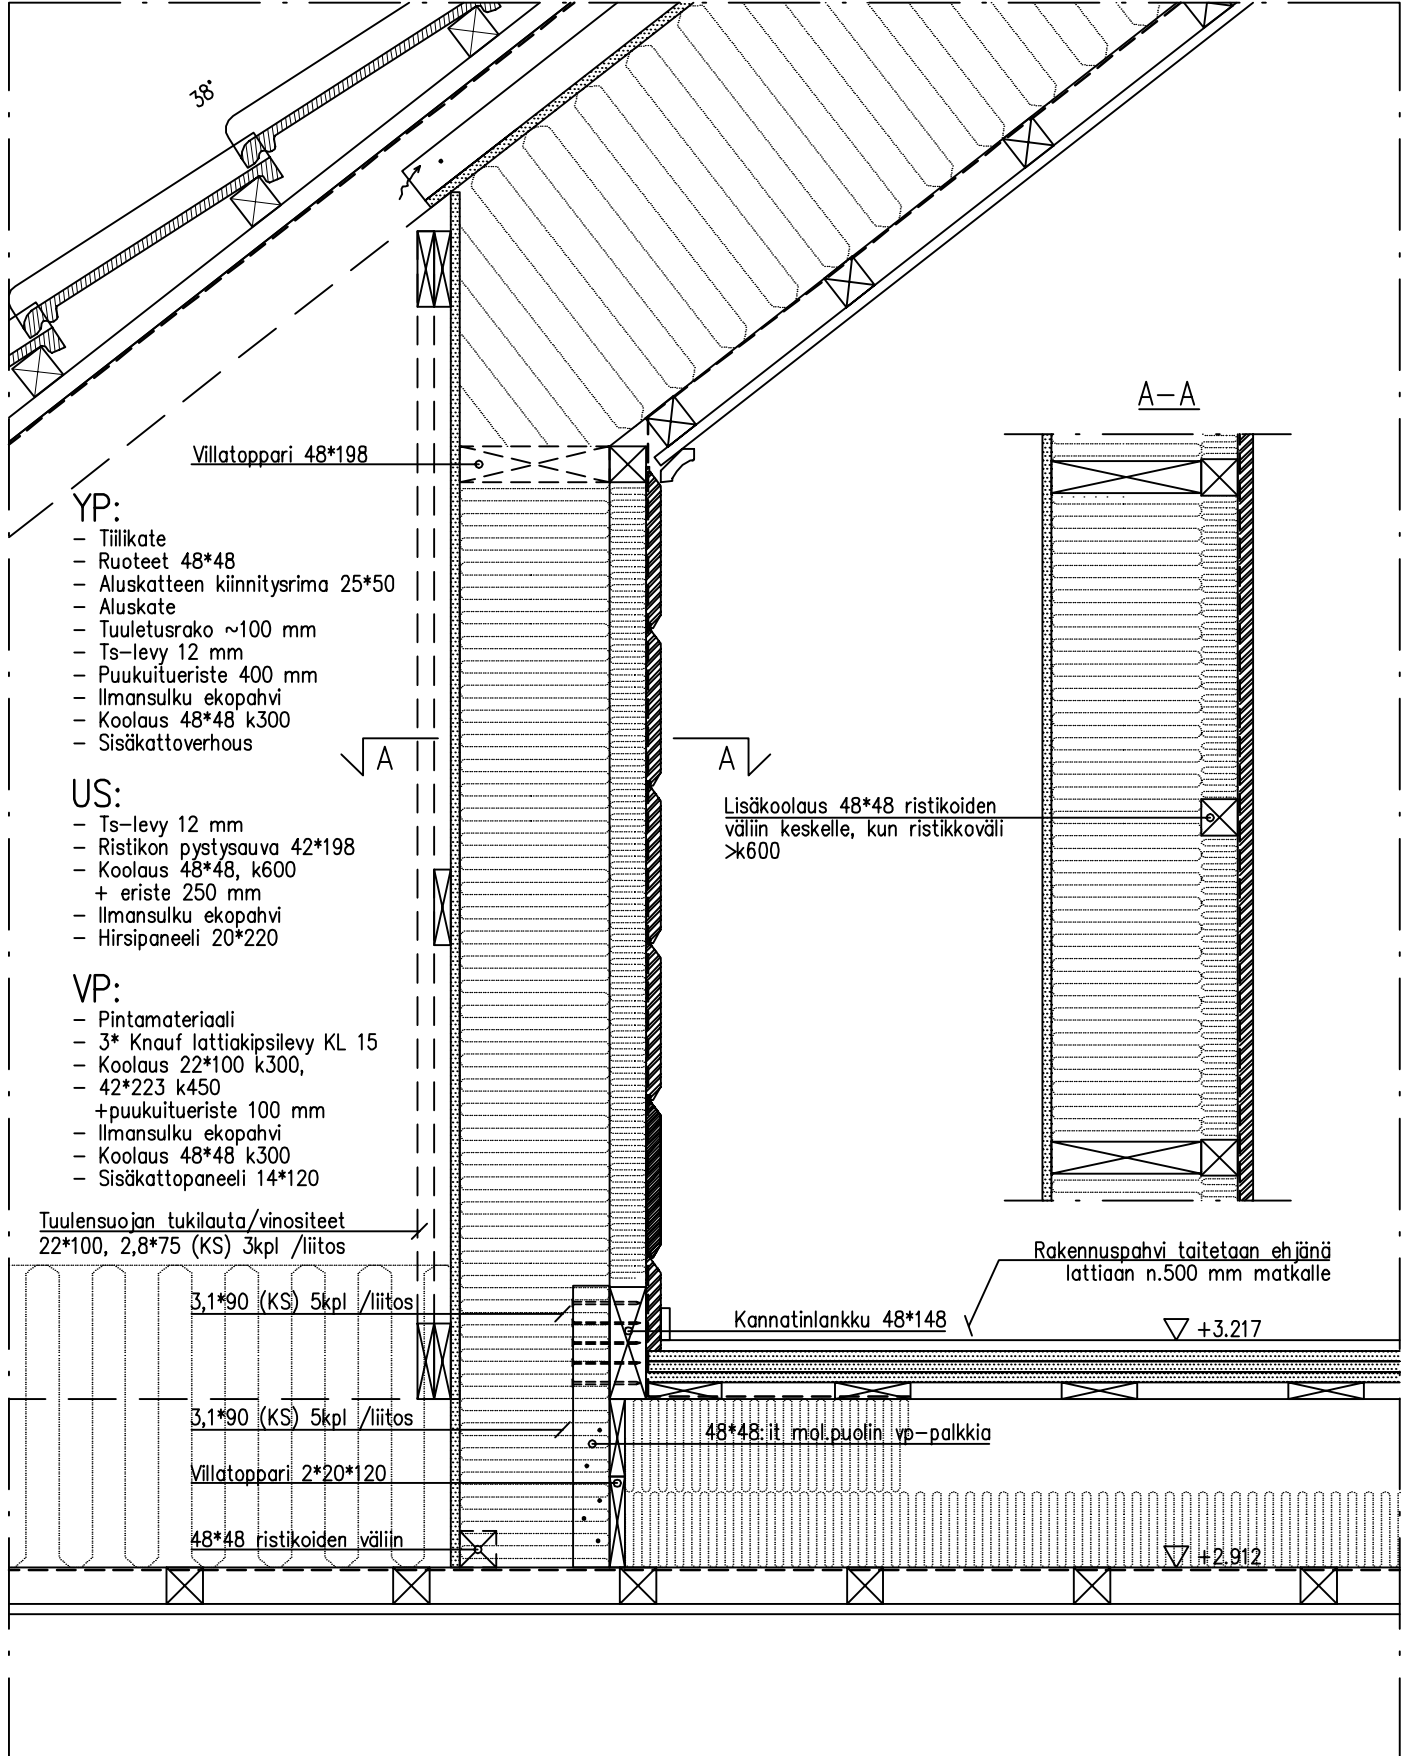 38°
A-A
Villatoppari 48*198
YP:
- Tiilikate
- Ruoteet 48*48
- Aluskatteen kiinnitysrima 25*50
- Aluskate
- Tuuletusrako ~100 mm
- Ts-levy 12 mm
- Puukuitueriste 400 mm
- Ilmansulku ekopahvi
- Koolaus 48*48 k300
- Sisäkattoverhous
A
A
US:
- Ts-levy 12 mm
- Ristikon pystysauva 42*198
- Koolaus 48*48, k600
+ eriste 250 mm
- Ilmansulku ekopahvi
- Hirsipaneeli 20*220
Lisäkoolaus 48*48 ristikoiden
väliin keskelle, kun ristikkoväli
>k600
VP:
- Pintamateriaali
- 3* Knauf lattiakipsilevy KL 15
- Koolaus 22*100 k300,
- 42*223 k450
+puukuitueriste 100 mm
- Ilmansulku ekopahvi
- Koolaus 48*48 k300
- Sisäkattopaneeli 14*120
Tuulensuojan tukilauta/vinositeet
22*100, 2,8*75 (KS) 3kpl /liitos
Rakennuspahvi taitetaan ehjänä
lattiaan n.500 mm matkalle
3,1*90 (KS) 5kpl /liitos
Kannatinlankku 48*148
+3.217
3,1*90 (KS) 5kpl /liitos
48*48:it mol.puolin vp-palkkia
Villatoppari 2*20*120
48*48 ristikoiden väliin
+2.912